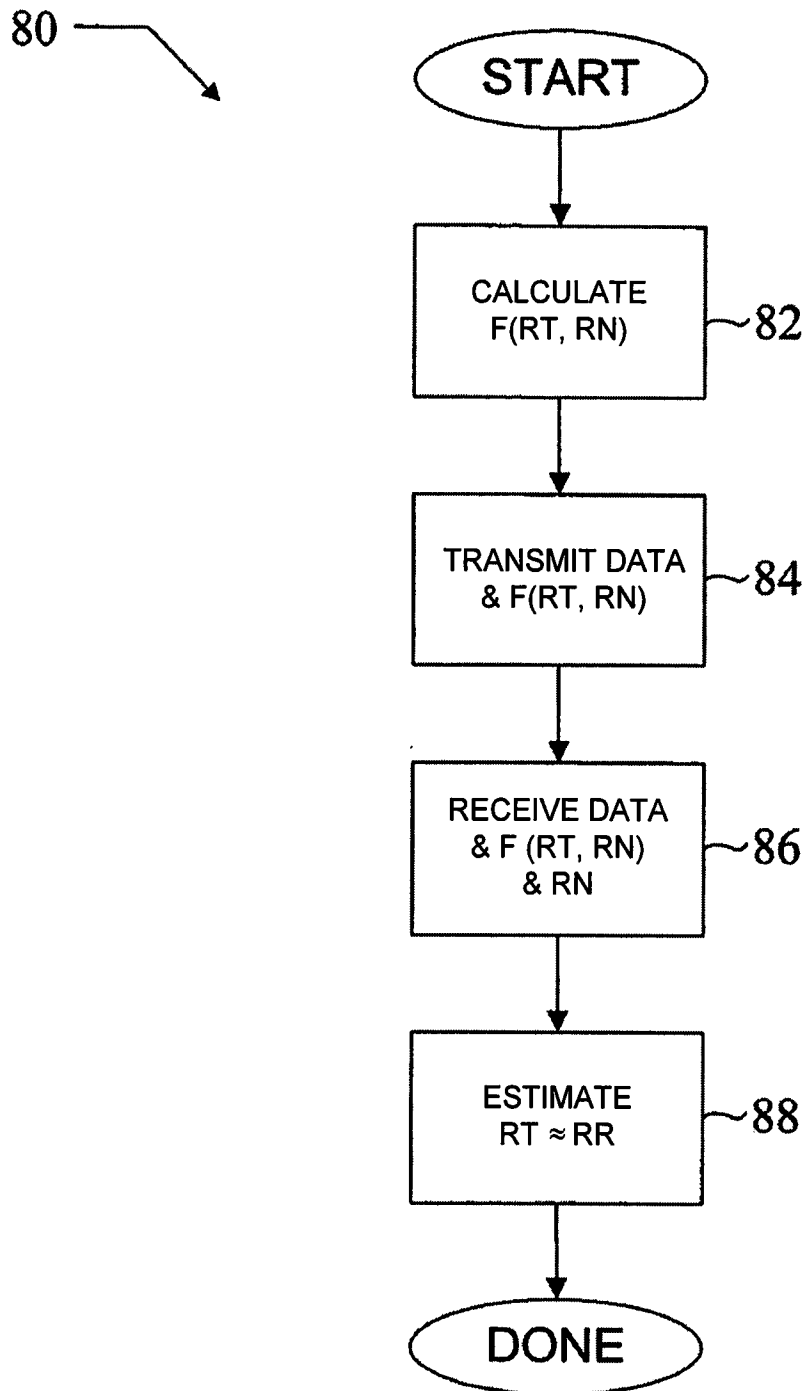 80
START
CALCULATE
F(RT, RN)
82
TRANSMIT DATA
& F(RT, RN)
84
RECEIVE DATA
& F (RT, RN)
& RN
86
ESTIMATE
RT ≈ RR
88
DONE